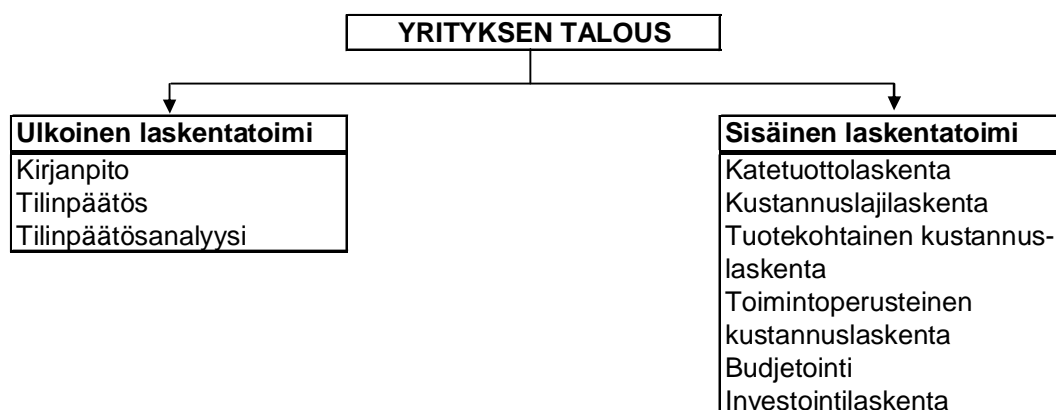 YRITYKSEN TALOUS
Ulkoinen laskentatoimi
Kirjanpito
Tilinpäätös
Tilinpäätösanalyysi
Sisäinen laskentatoimi
Katetuottolaskenta
Kustannuslajilaskenta
Tuotekohtainen kustannus-
laskenta
Toimintoperusteinen
kustannuslaskenta
Budjetointi
Investointilaskenta